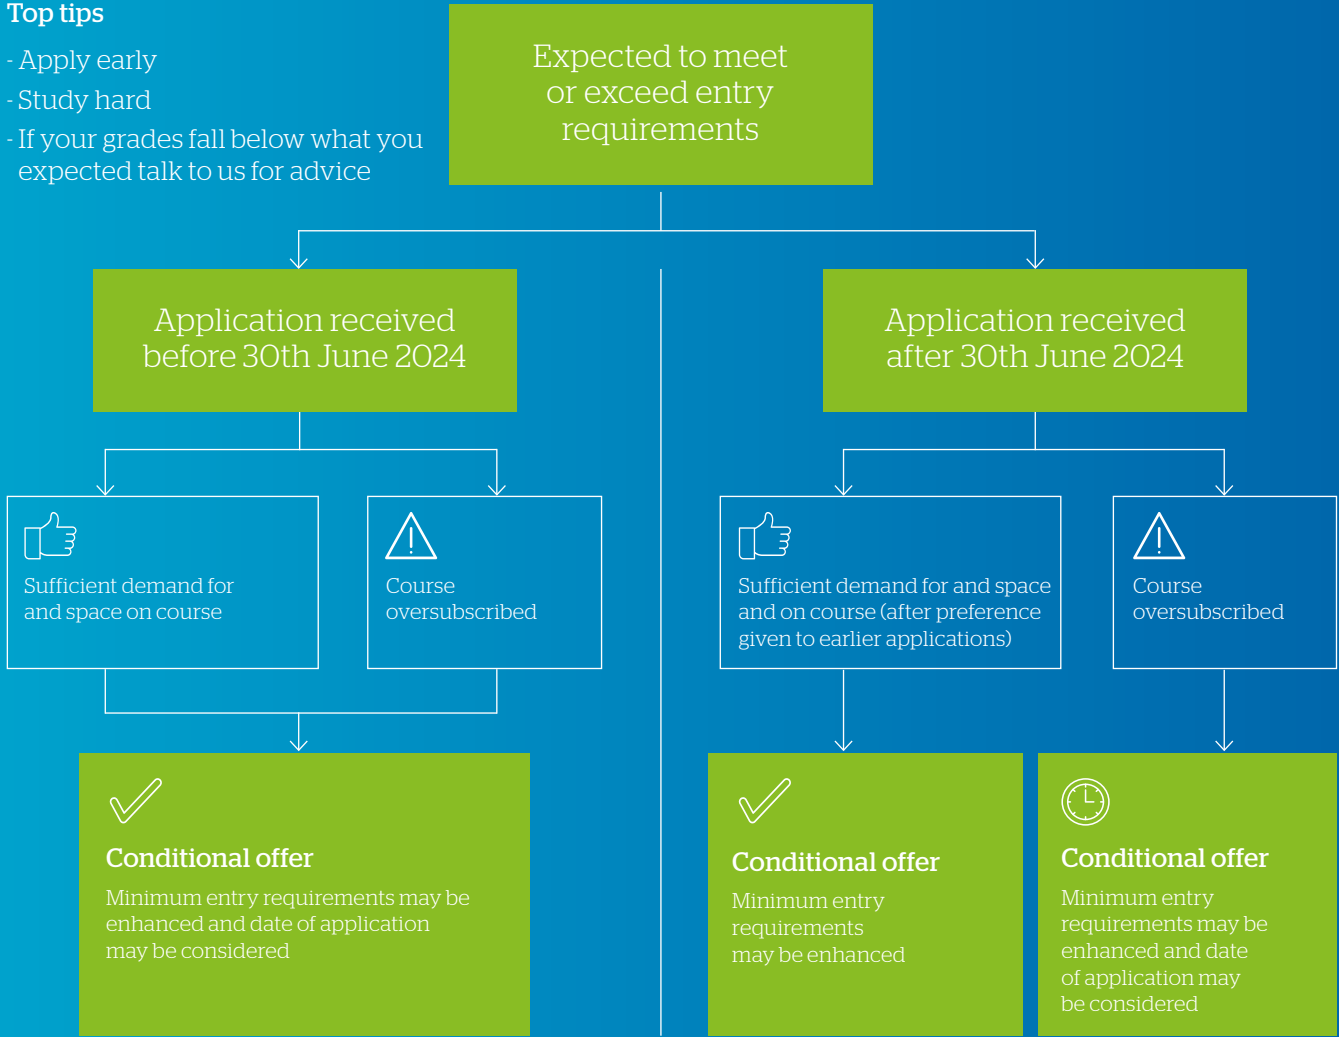 Top tips
- Apply early
- Study hard
- If your grades fall below what you
expected talk to us for advice
Expected to meet
or exceed entry
requirements
Application received
before 30th June 2024
Application received
after 30th June 2024
Sufficient demand for
and space on course
Course
oversubscribed
Sufficient demand for and space
and on course (after preference
given to earlier applications)
Course
oversubscribed
Conditional offer
Minimum entry requirements may be
enhanced and date of application
may be considered
Conditional offer
Minimum entry
requirements
may be enhanced
Conditional offer
Minimum entry
requirements may be
enhanced and date
of application may
be considered